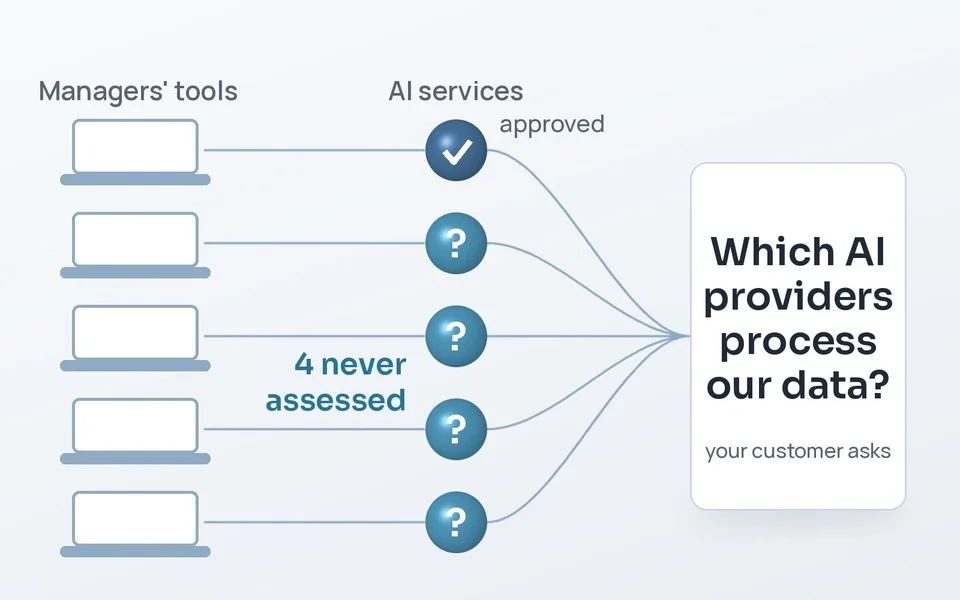 Managers' tools
AI services
approved
?
?
?
4 never
assessed
?
?
Which AI
providers
process
our data?
your customer asks